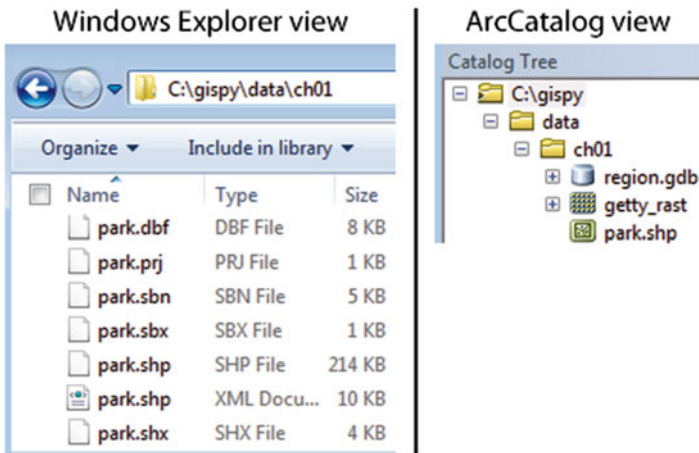 Windows Explorer view
C:\gispy\data\ch01
Organize Include in library
Name Type Size
park.dbf DBF File 8 KB
park.prj PRJ File 1 KB
park.sbn SBN File 5 KB
park.sbx SBX File 1 KB
park.shp SHP File 214 KB
park.shp XML Docu... 10 KB
park.shx SHX File 4 KB
ArcCatalog view
Catalog Tree
C:\gispy
data
ch01
region.gdb
getty_rast
park.shp